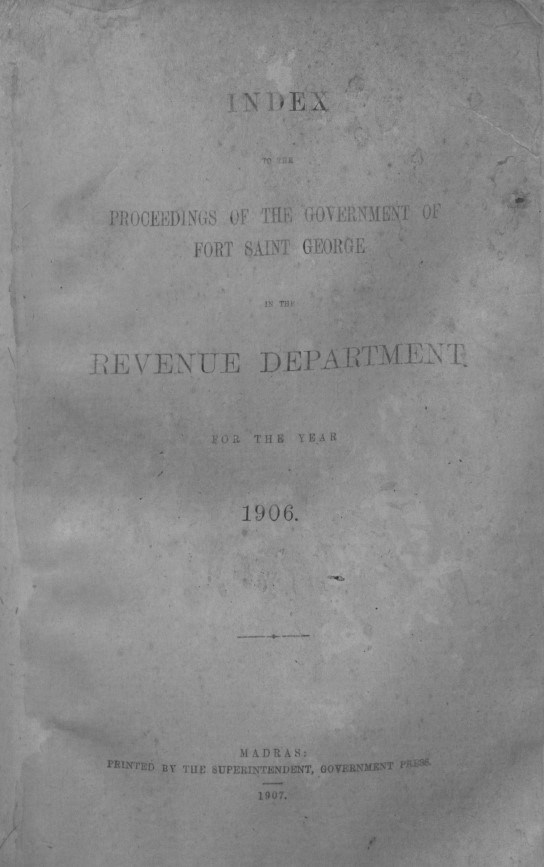 INDEX
TO THE
PROCEEDINGS OF THE GOVERNMENT OF
FORT SAINT GEORGE
IN THE
REVENUE DEPARTMENT
FOR THE YEAR
1906.
MADRAS:
PRINTED BY THE SUPERINTENDENT, GOVERNMENT PRESS.
1907.